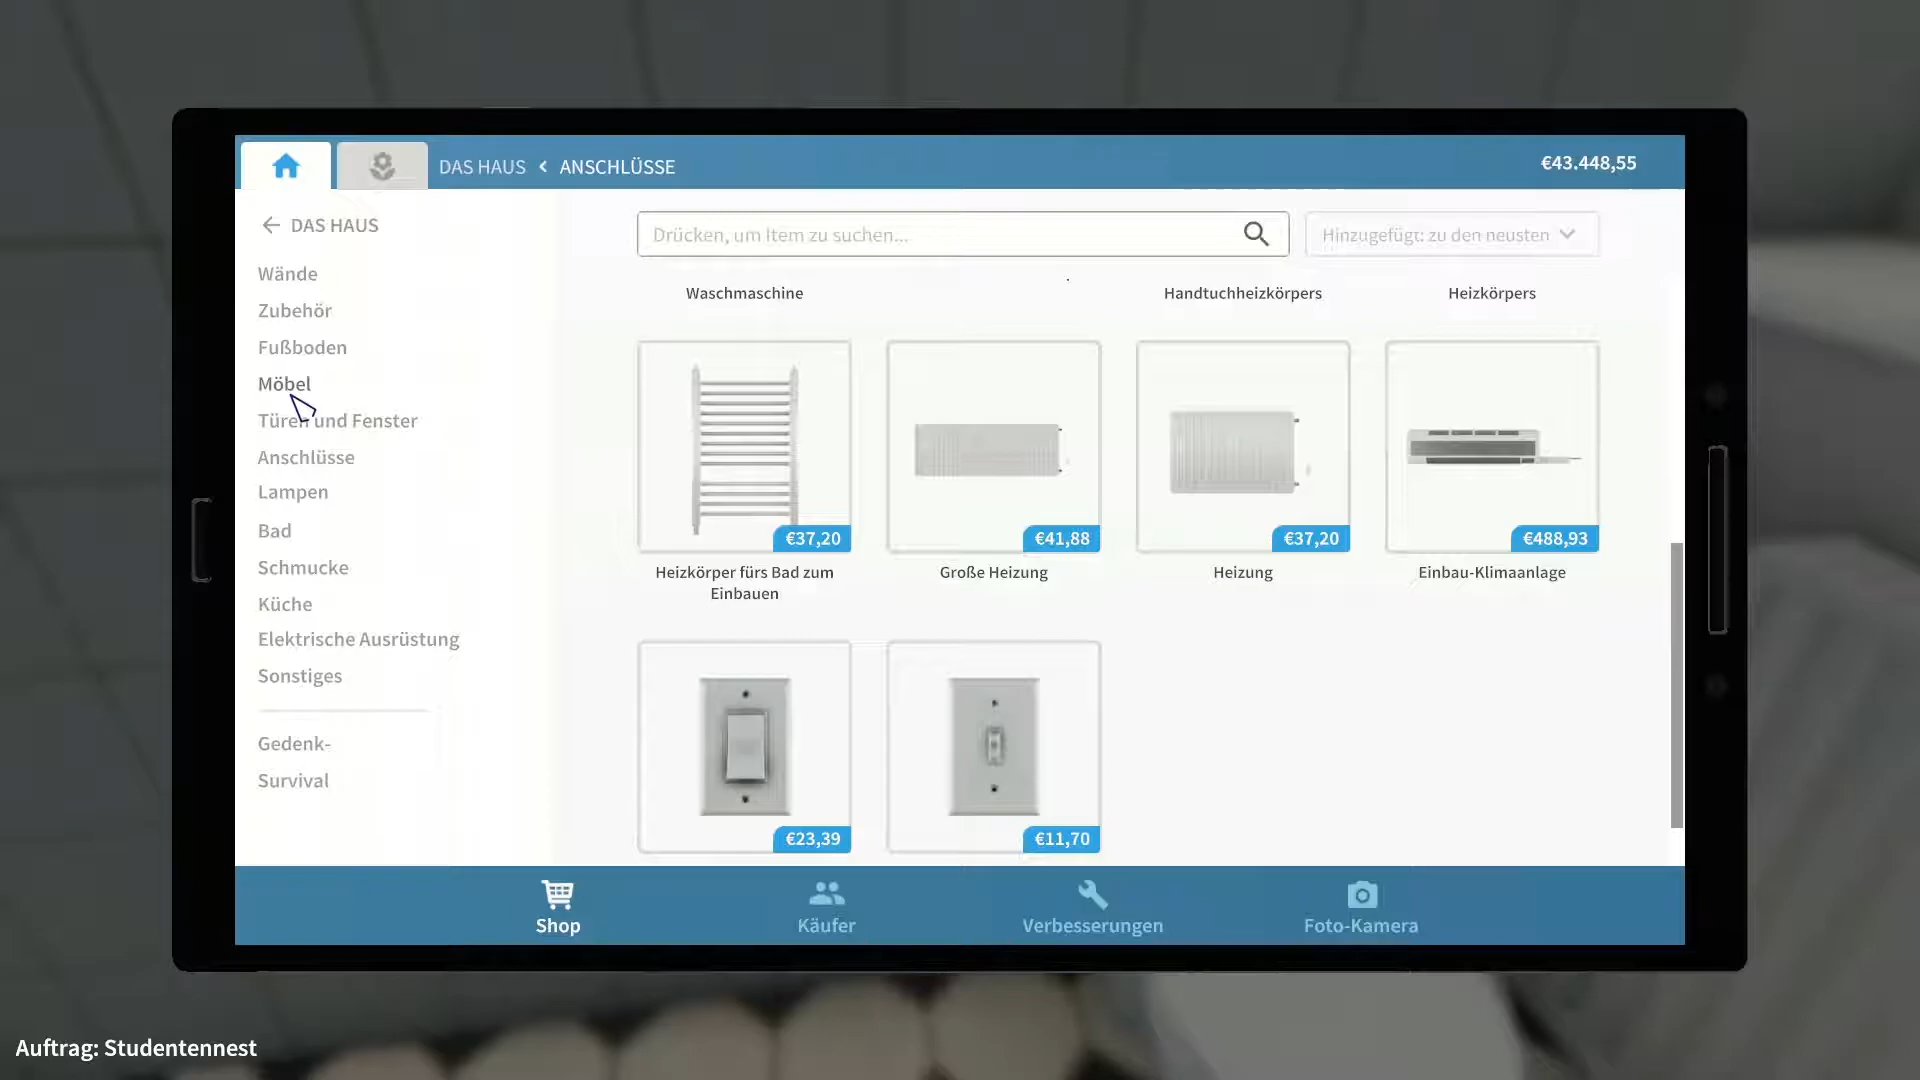 DAS HAUS < ANSCHLÜSSE
€43.448,55
← DAS HAUS
Drücken, um Item zu suchen...
Hinzugefügt: zu den neusten
Wände
Zubehör
Fußboden
Möbel
Türen und Fenster
Anschlüsse
Lampen
Bad
Schmucke
Küche
Elektrische Ausrüstung
Sonstiges
Gedenk-
Survival
Waschmaschine
Handtuchheizkörpers
Heizkörpers
€37,20
€41,88
€37,20
€488,93
Heizkörper fürs Bad zum
Einbauen
Große Heizung
Heizung
Einbau-Klimaanlage
€23,39
€11,70
Shop
Käufer
Verbesserungen
Foto-Kamera
Auftrag: Studentennest